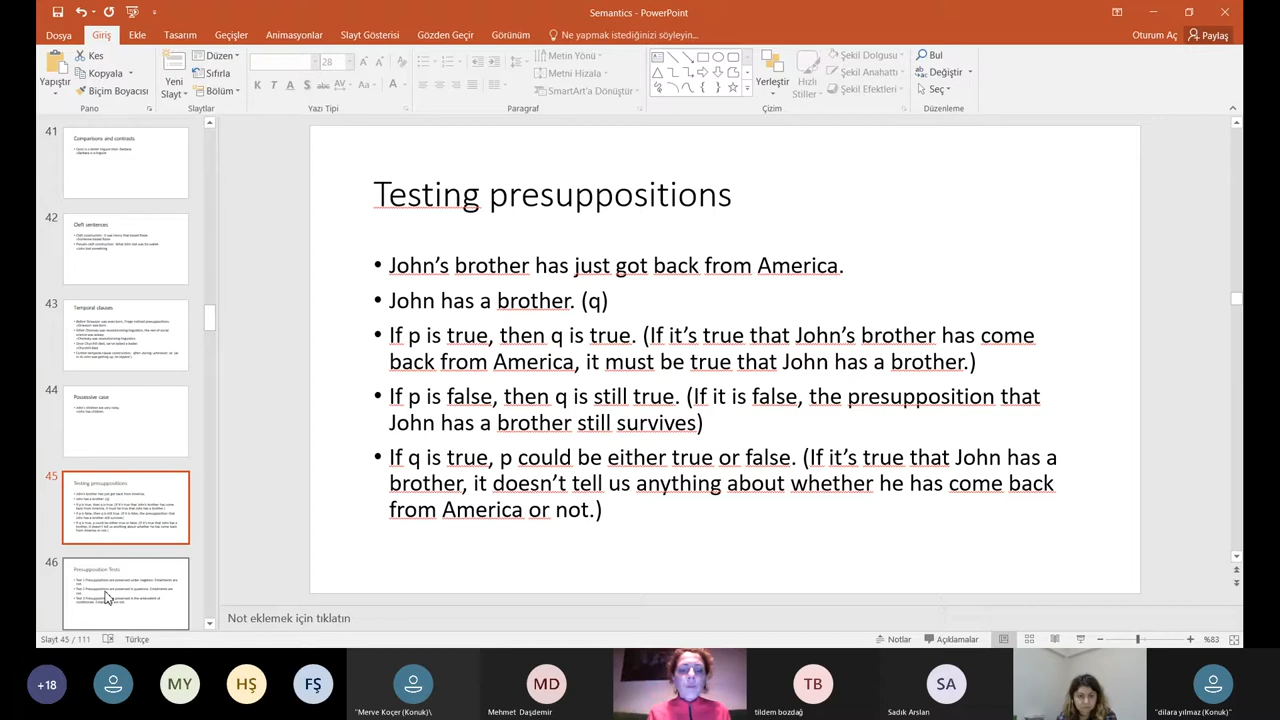 Semantics - PowerPoint
Dosya Giriş Ekle Tasarım Geçişler Animasyonlar Slayt Gösterisi Gözden Geçir Görünüm Ne yapmak istediğinizi söyleyin... Oturum Aç Paylaş
Yapıştır
Kes
Kopyala
Biçim Boyacısı
Pano
Yeni Slayt
Düzen
Sıfırla
Bölüm
Slaytlar
28
K T A S abc AV Aa A
Yazı Tipi
Metin Yönü
Metni Hizala
SmartArt'a Dönüştür
Paragraf
Yerleştir
Hızlı Stiller
Şekil Dolgusu
Şekil Anahattı
Şekil Efektleri
Çizim
Bul
Değiştir
Seç
Düzenleme
41
Comparisons and contrasts
42
Cleft sentences
43
Temporal clauses
44
Possessive case
45
Testing presuppositions
46
Presupposition Tests
Testing presuppositions
• John's brother has just got back from America.
• John has a brother. (q)
• If p is true, then q is true. (If it's true that John's brother has come
back from America, it must be true that John has a brother.)
• If p is false, then q is still true. (If it is false, the presupposition that
John has a brother still survives)
• If q is true, p could be either true or false. (If it's true that John has a
brother, it doesn't tell us anything about whether he has come back
from America or not.)
Not eklemek için tıklatın
Slayt 45 / 111 Türkçe Notlar Açıklamalar %83
+18 MY HŞ FŞ MD TB SA
"Merve Koçer (Konuk)\ Mehmet Daşdemir tildem bozdağ Sadık Arslan "dilara yılmaz (Konuk)"